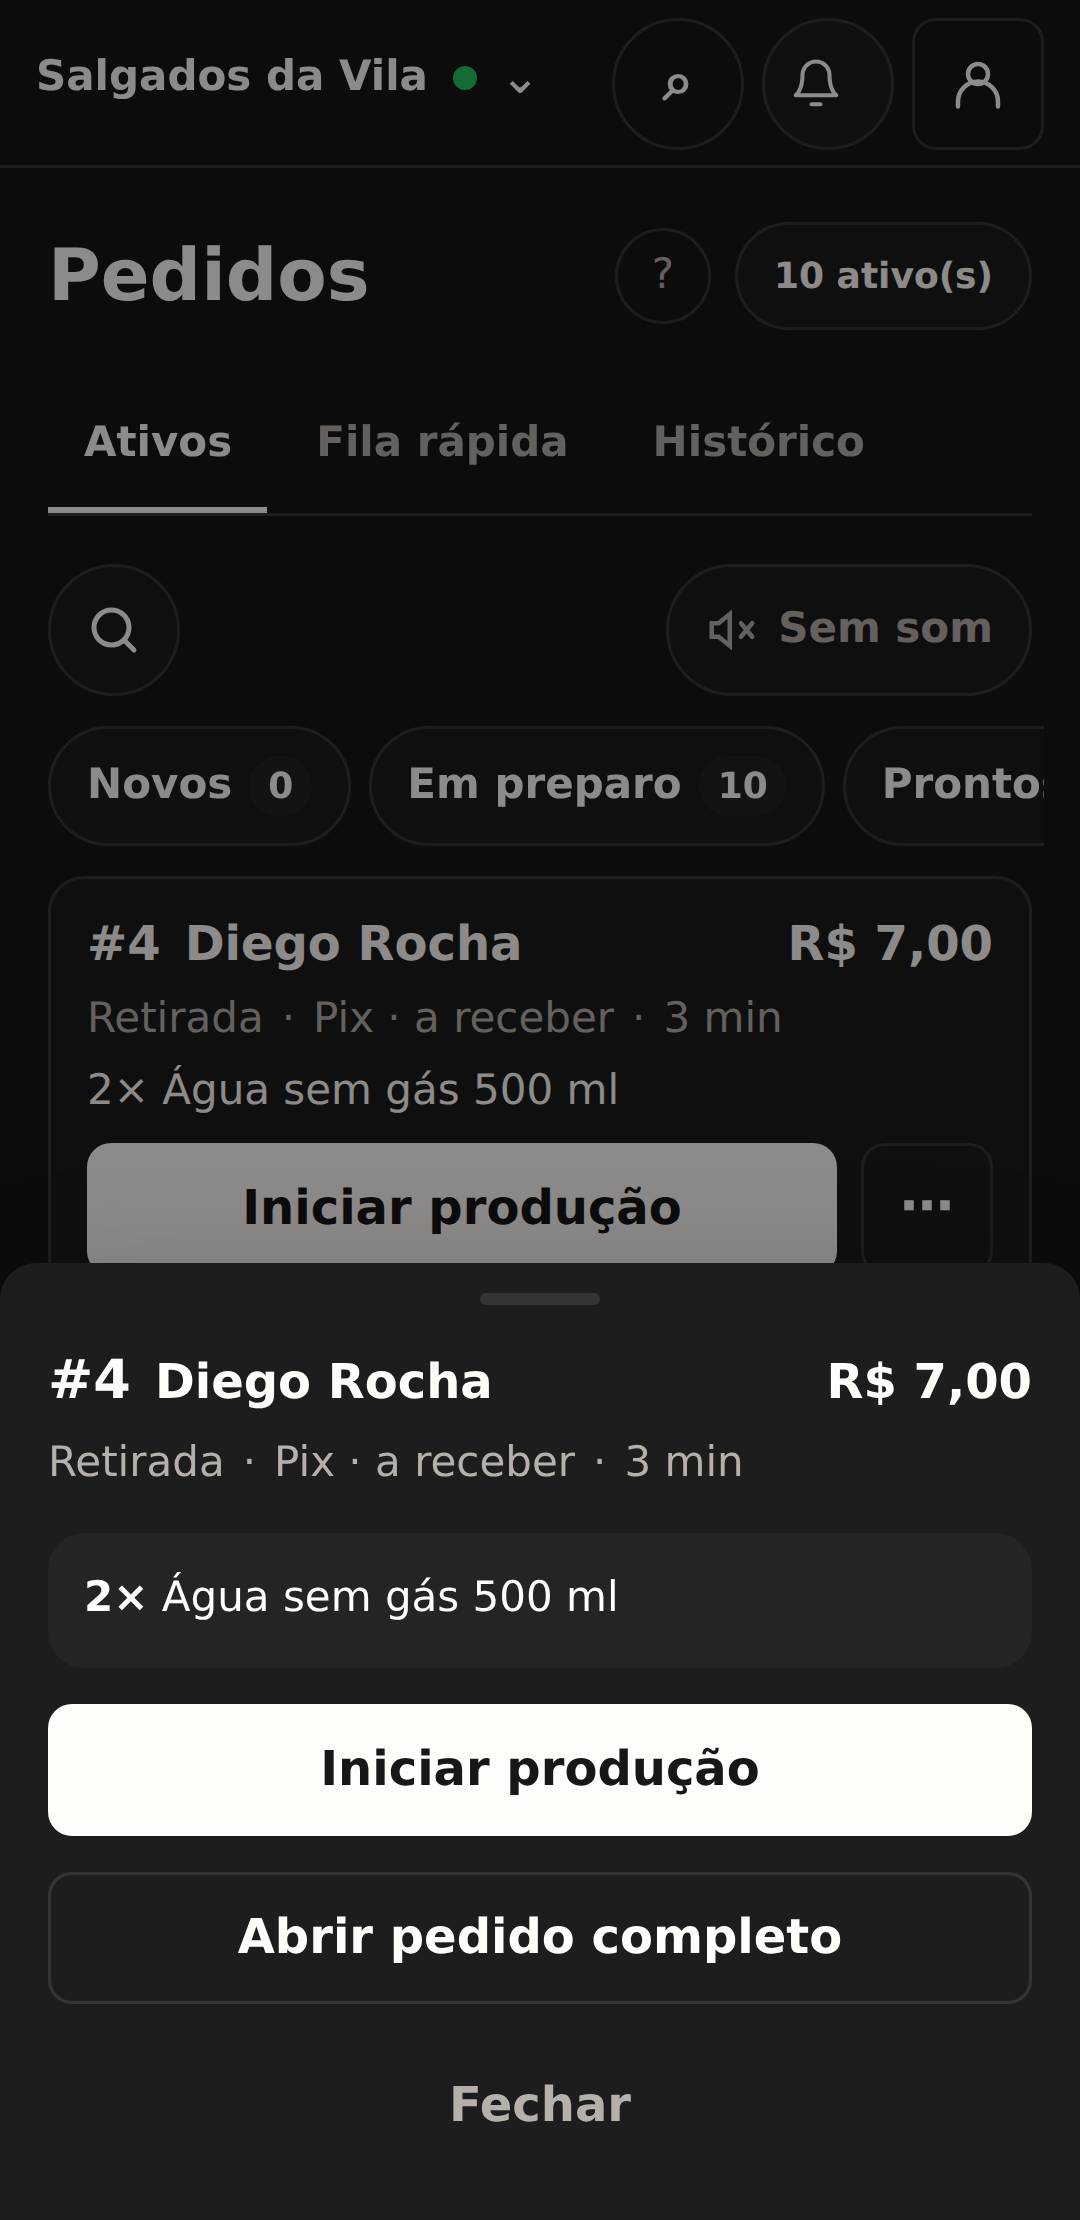 Salgados da Vila
Pedidos
?
10 ativo(s)
Ativos
Fila rápida
Histórico
Sem som
Novos 0
Em preparo 10
Prontos
#4 Diego Rocha R$ 7,00
Retirada · Pix · a receber · 3 min
2× Água sem gás 500 ml
Iniciar produção
#4 Diego Rocha R$ 7,00
Retirada · Pix · a receber · 3 min
2× Água sem gás 500 ml
Iniciar produção
Abrir pedido completo
Fechar